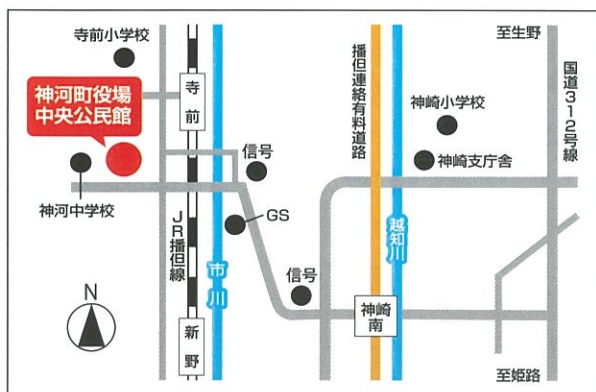 寺前小学校
神河町役場
中央公民館
神河中学校
寺前
JR播但線
新野
市川
信号
GS
信号
播但連絡有料道路
越知川
神崎南
神崎小学校
神崎支庁舎
至生野
国道312号線
至姫路
N